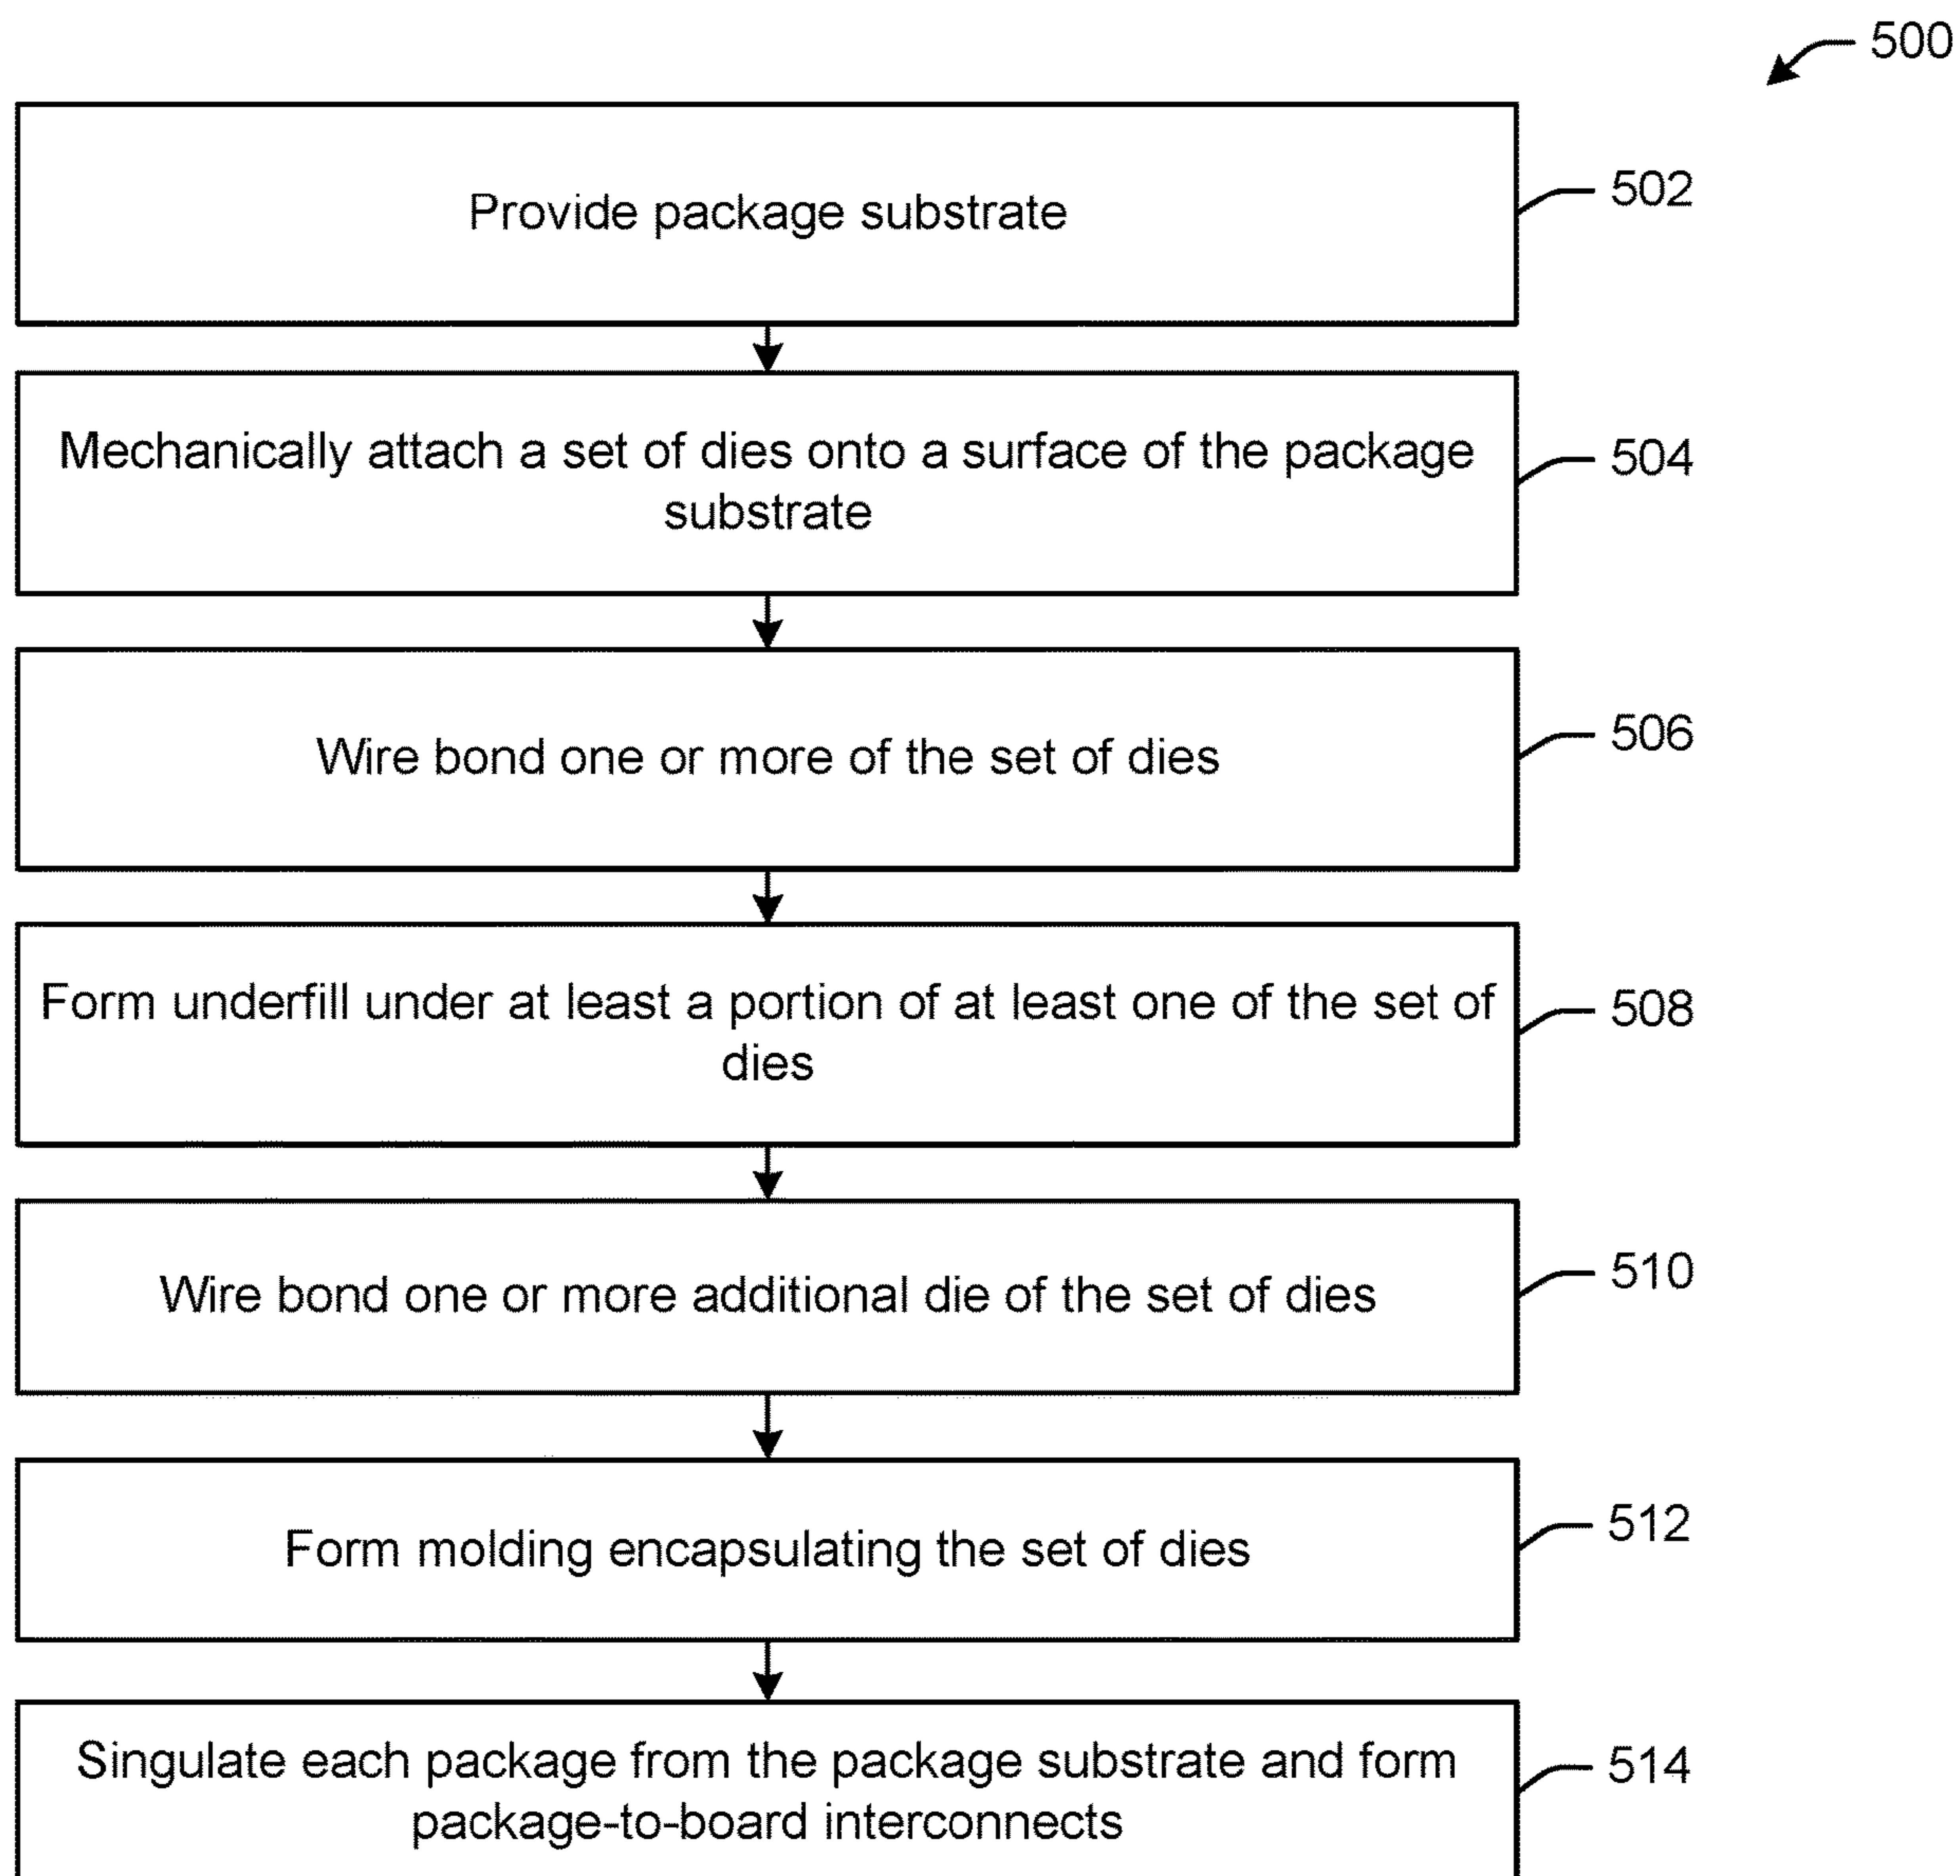 500
Provide package substrate
502
Mechanically attach a set of dies onto a surface of the package
substrate
504
Wire bond one or more of the set of dies
506
Form underfill under at least a portion of at least one of the set of
dies
508
Wire bond one or more additional die of the set of dies
510
Form molding encapsulating the set of dies
512
Singulate each package from the package substrate and form
package-to-board interconnects
514